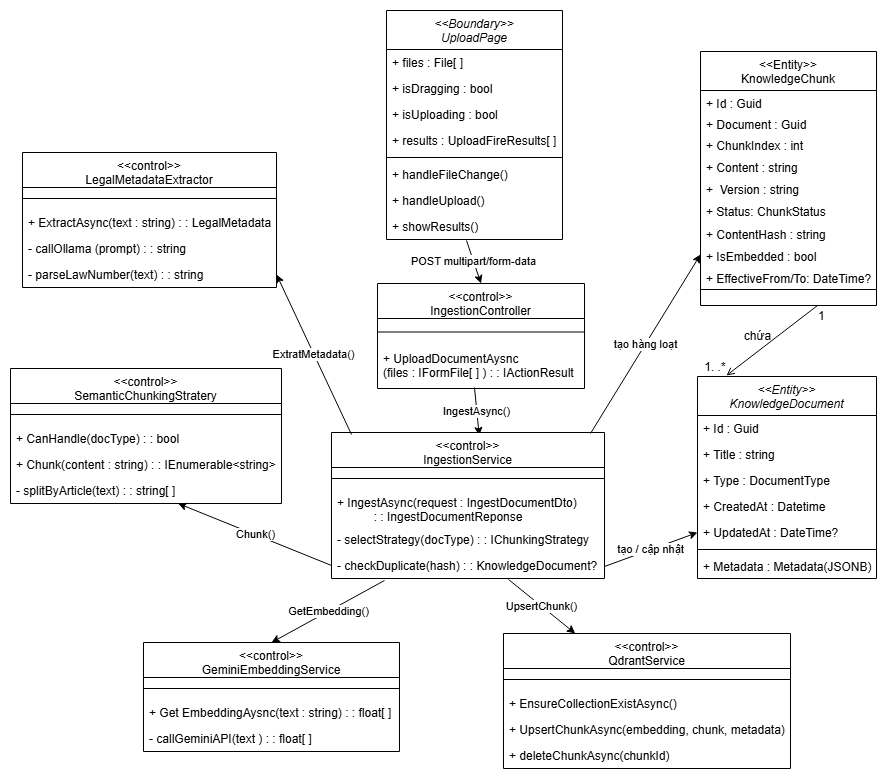 <<Boundary>>
UploadPage
+ files : File[ ]
+ isDragging : bool
+ isUploading : bool
+ results : UploadFireResults[ ]
+ handleFileChange()
+ handleUpload()
+ showResults()
<<Entity>>
KnowledgeChunk
+ Id : Guid
+ Document : Guid
+ ChunkIndex : int
+ Content : string
+ Version : string
+ Status: ChunkStatus
+ ContentHash : string
+ IsEmbedded : bool
+ EffectiveFrom/To: DateTime?
<<control>>
LegalMetadataExtractor
+ ExtractAsync(text : string) : : LegalMetadata
- callOllama (prompt) : : string
- parseLawNumber(text) : : string
POST multipart/form-data
<<control>>
IngestionController
+ UploadDocumentAysnc
(files : IFormFile[ ] ) : : IActionResult
1
chứa
1. .*
tạo hàng loạt
ExtratMetadata()
IngestAsync()
<<control>>
SemanticChunkingStratery
+ CanHandle(docType) : : bool
+ Chunk(content : string) : : IEnumerable<string>
- splitByArticle(text) : : string[ ]
<<Entity>>
KnowledgeDocument
+ Id : Guid
+ Title : string
+ Type : DocumentType
+ CreatedAt : Datetime
+ UpdatedAt : DateTime?
+ Metadata : Metadata(JSONB)
<<control>>
IngestionService
+ IngestAsync(request : IngestDocumentDto)
: : IngestDocumentReponse
- selectStrategy(docType) : : IChunkingStrategy
- checkDuplicate(hash) : : KnowledgeDocument?
Chunk()
tạo / cập nhật
GetEmbedding()
UpsertChunk()
<<control>>
GeminiEmbeddingService
+ Get EmbeddingAysnc(text : string) : : float[ ]
- callGeminiAPI(text ) : : float[ ]
<<control>>
QdrantService
+ EnsureCollectionExistAsync()
+ UpsertChunkAsync(embedding, chunk, metadata)
+ deleteChunkAsync(chunkId)